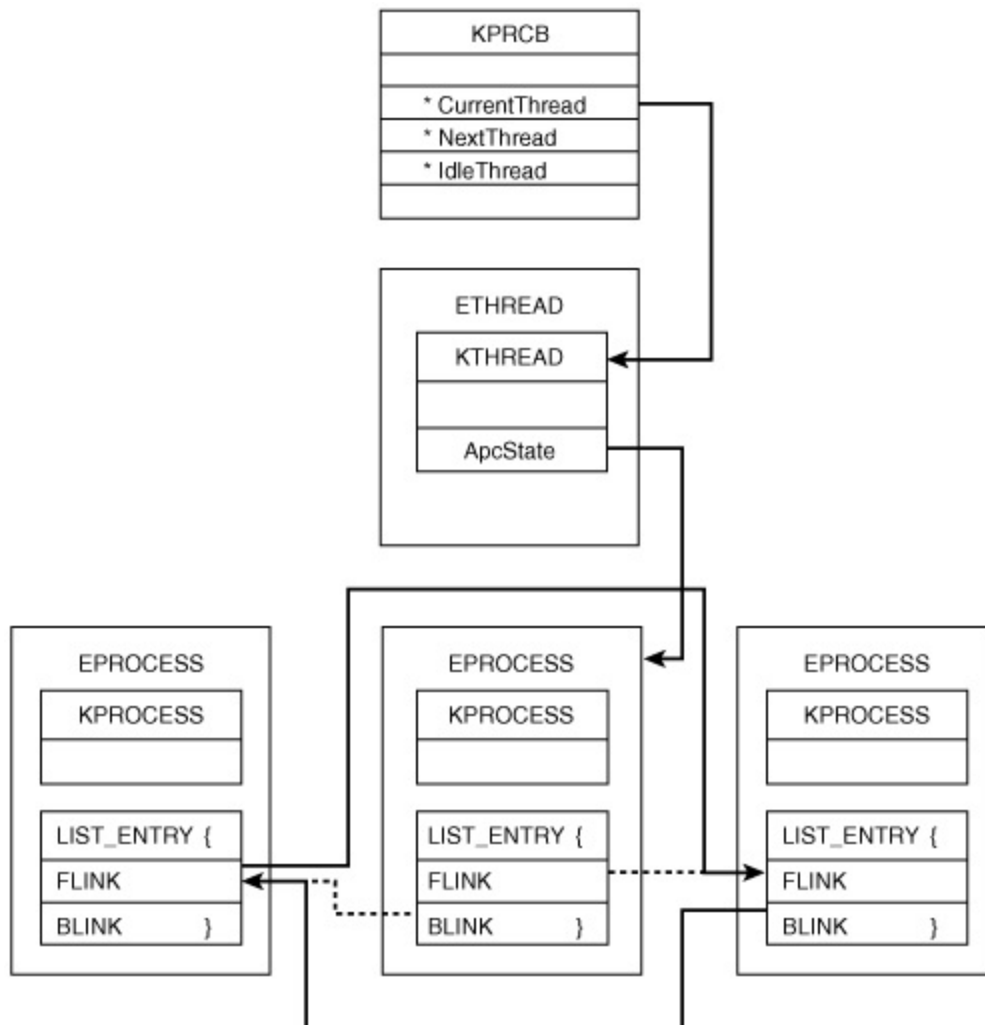 KPRCB
* CurrentThread
* NextThread
* IdleThread
ETHREAD
KTHREAD
ApcState
EPROCESS
KPROCESS
LIST_ENTRY {
FLINK
BLINK }
EPROCESS
KPROCESS
LIST_ENTRY {
FLINK
BLINK }
EPROCESS
KPROCESS
LIST_ENTRY {
FLINK
BLINK }